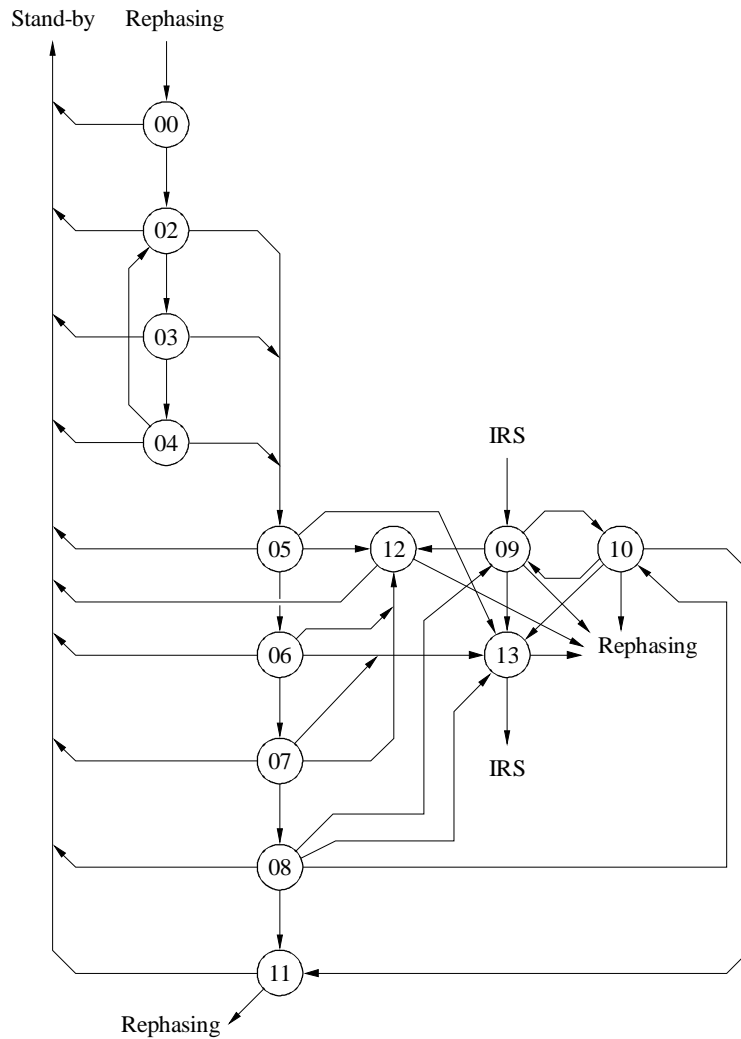 Stand-by Rephasing
00
02
03
04
IRS
05 12 09 10
06 13 Rephasing
07 IRS
08
11
Rephasing